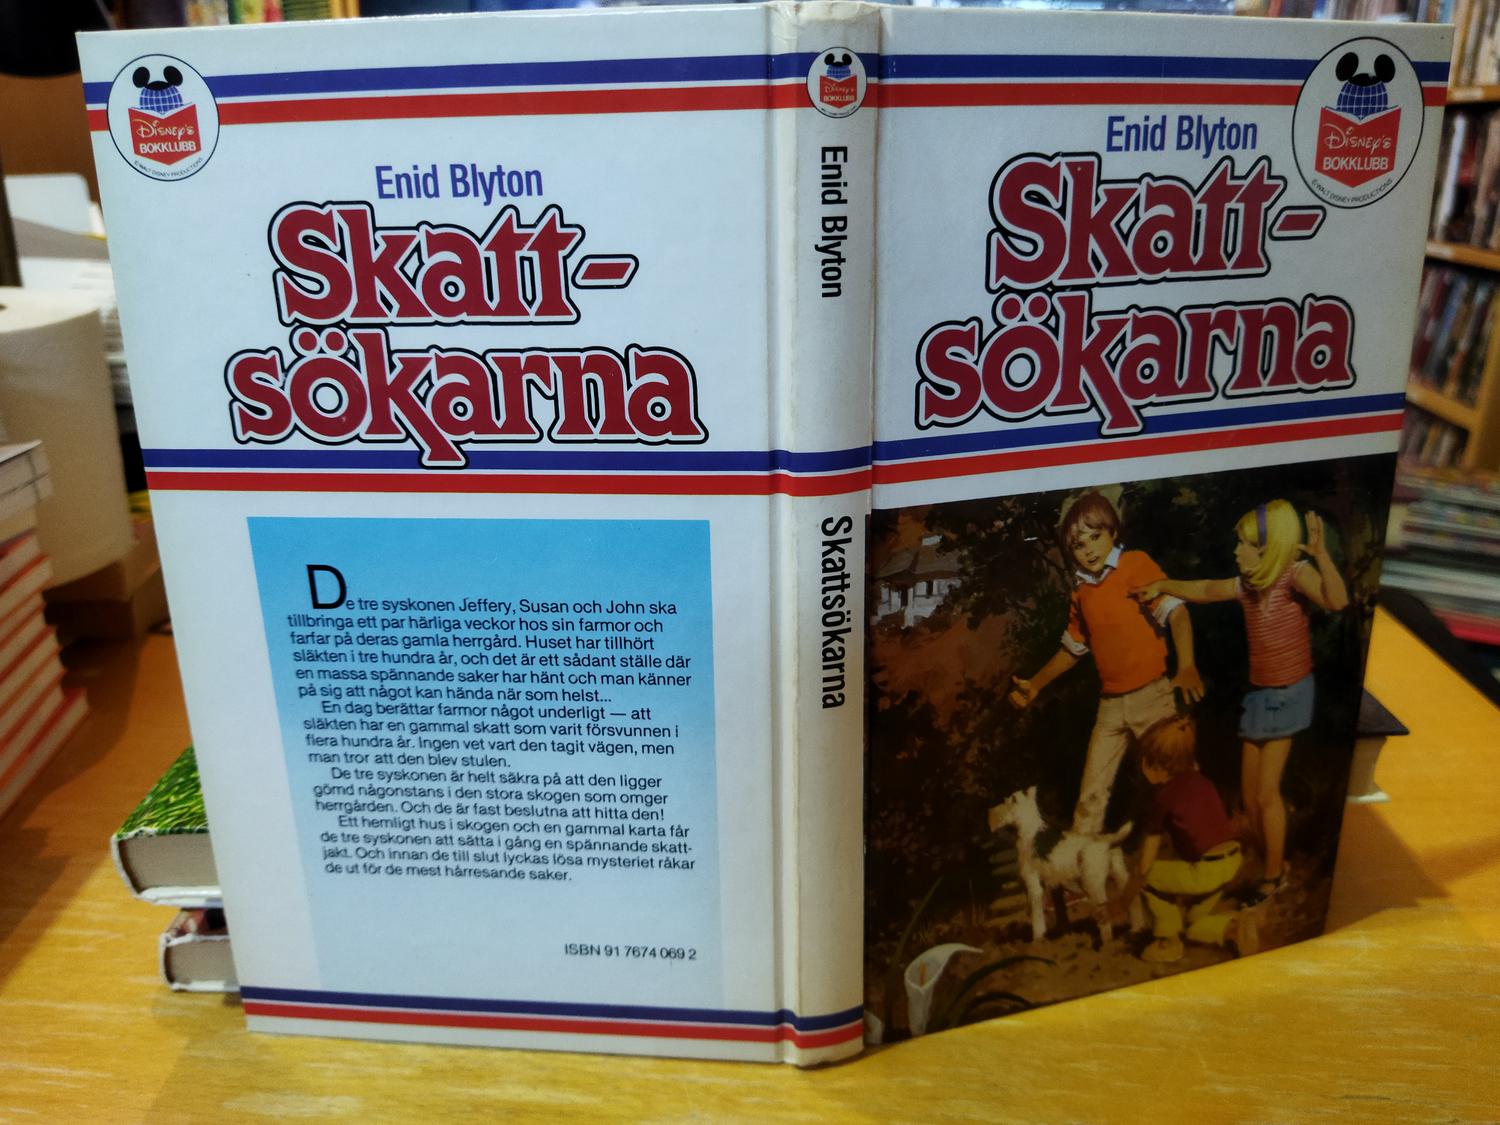 Disney's
BOKKLUBB
© WALT DISNEY PRODUCTIONS
Enid Blyton
Skatt-
sökarna
De tre syskonen Jeffery, Susan och John ska
tillbringa ett par härliga veckor hos sin farmor och
farfar på deras gamla herrgård. Huset har tillhört
släkten i tre hundra år, och det är ett sådant ställe där
en massa spännande saker har hänt och man känner
på sig att något kan hända när som helst...
En dag berättar farmor något underligt — att
släkten har en gammal skatt som varit försvunnen i
flera hundra år. Ingen vet vart den tagit vägen, men
man tror att den blev stulen.
De tre syskonen är helt säkra på att den ligger
gömd någonstans i den stora skogen som omger
herrgården. Och de är fast beslutna att hitta den!
Ett hemligt hus i skogen och en gammal karta får
de tre syskonen att sätta i gång en spännande skatt-
jakt. Och innan de till slut lyckas lösa mysteriet råkar
de ut för de mest hårresande saker.
ISBN 91 7674 069 2
Disney's
BOKKLUBB
Enid Blyton
Skattsökarna
Disney's
BOKKLUBB
© WALT DISNEY PRODUCTIONS
Enid Blyton
Skatt-
sökarna